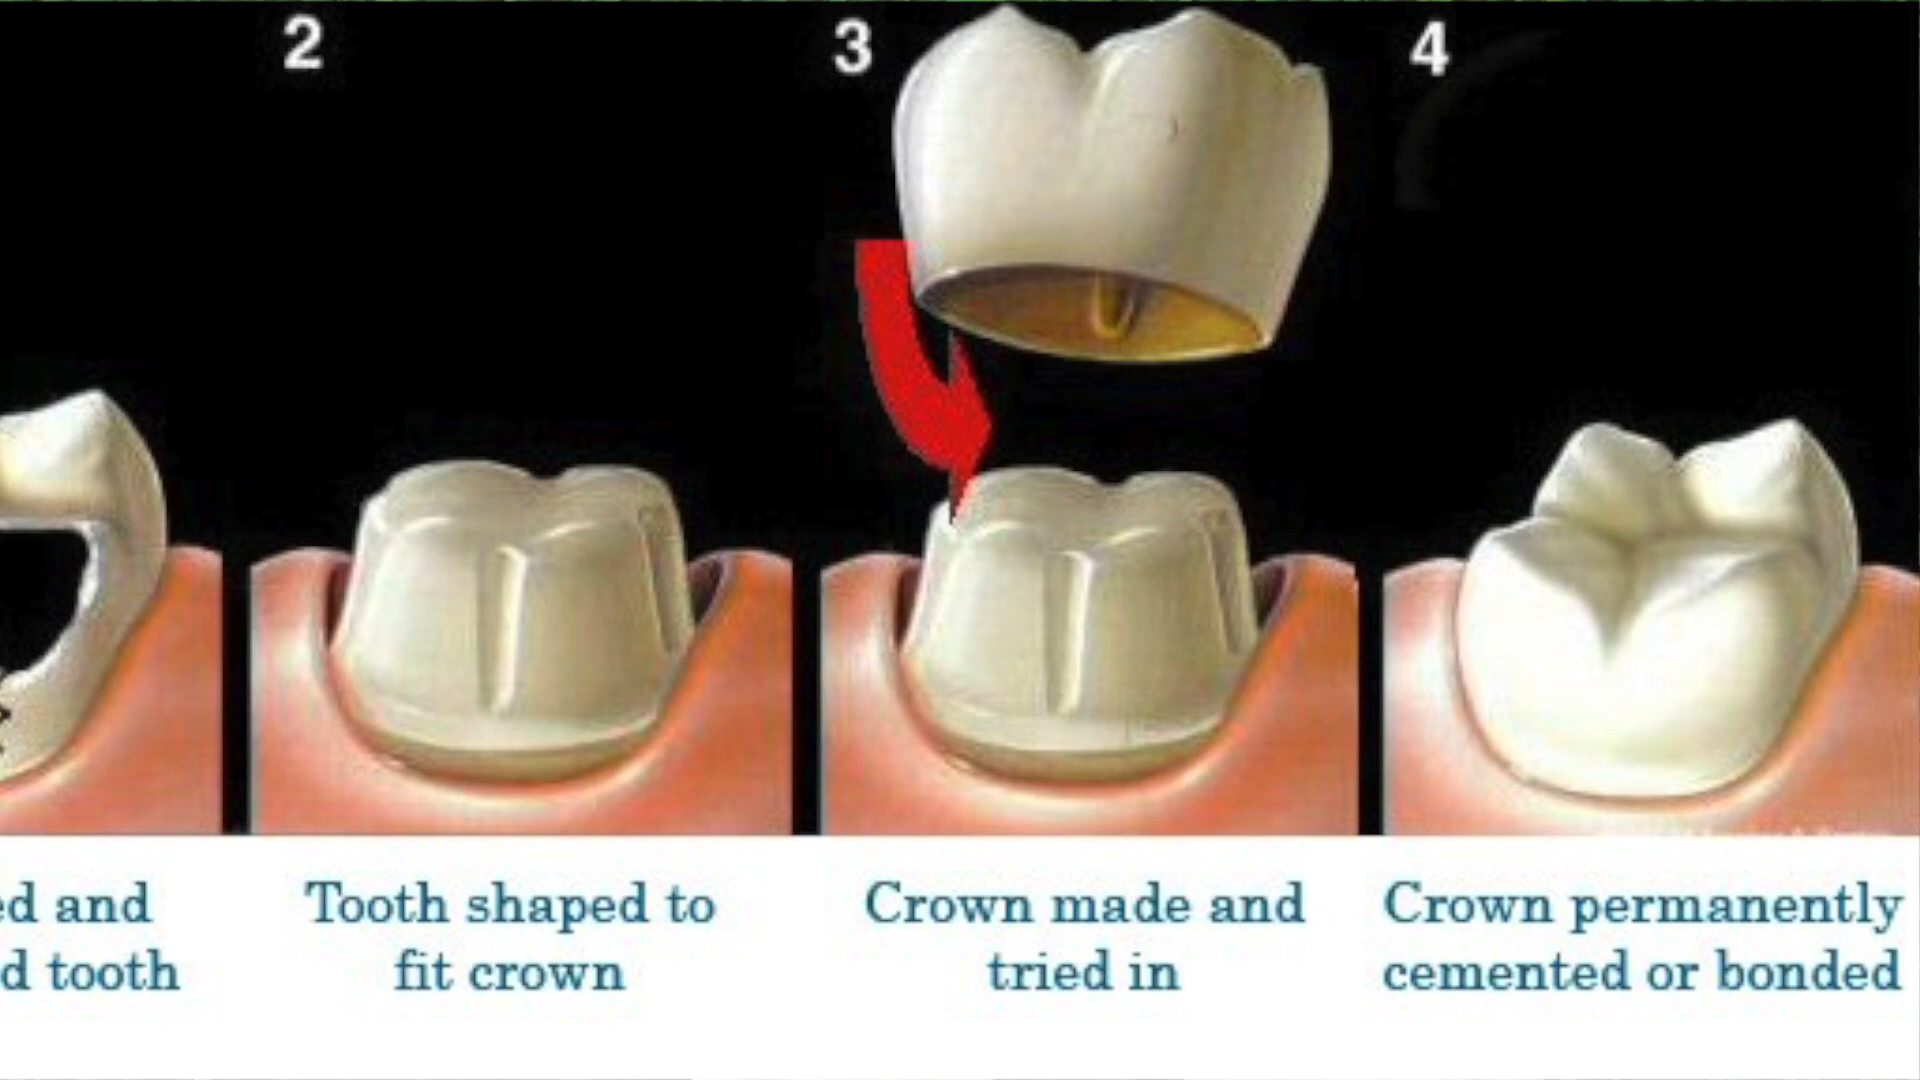 2
3
4
ed and
d tooth
Tooth shaped to
fit crown
Crown made and
tried in
Crown permanently
cemented or bonded